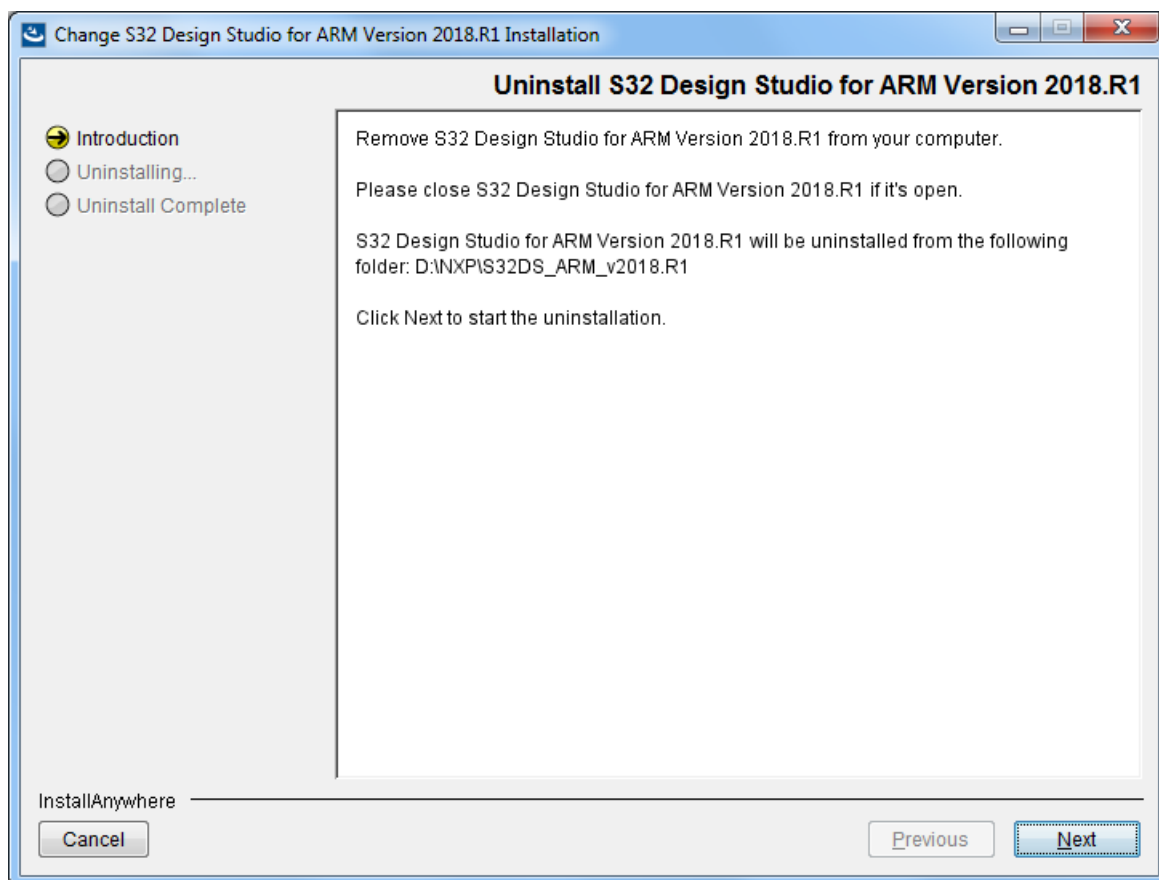 Change S32 Design Studio for ARM Version 2018.R1 Installation
Uninstall S32 Design Studio for ARM Version 2018.R1
Introduction
Uninstalling...
Uninstall Complete
Remove S32 Design Studio for ARM Version 2018.R1 from your computer.
Please close S32 Design Studio for ARM Version 2018.R1 if it's open.
S32 Design Studio for ARM Version 2018.R1 will be uninstalled from the following
folder: D:\NXP\S32DS_ARM_v2018.R1
Click Next to start the uninstallation.
InstallAnywhere
Cancel
Previous
Next